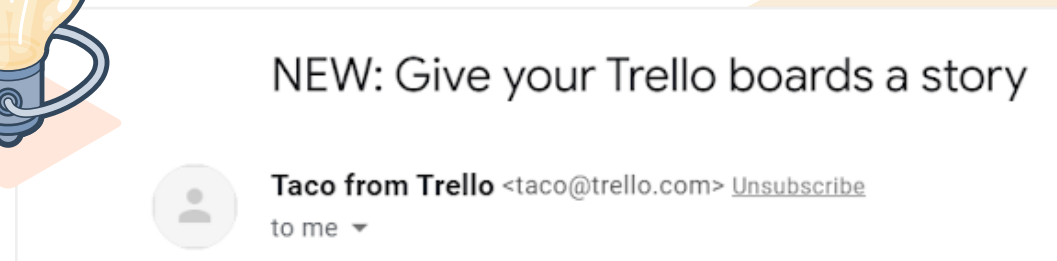 NEW: Give your Trello boards a story
Taco from Trello <taco@trello.com> Unsubscribe
to me